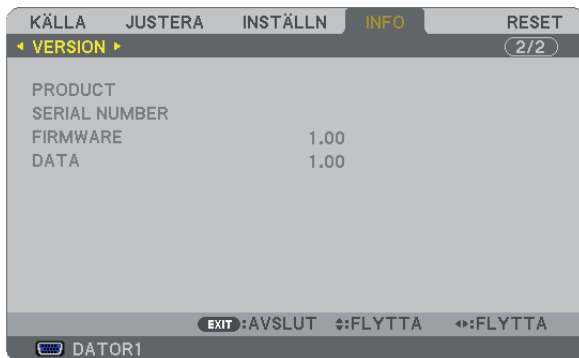 KÄLLA JUSTERA INSTÄLLN INFO RESET
VERSION 2/2
PRODUCT
SERIAL NUMBER
FIRMWARE 1.00
DATA 1.00
EXIT :AVSLUT :FLYTTA :FLYTTA
DATOR1